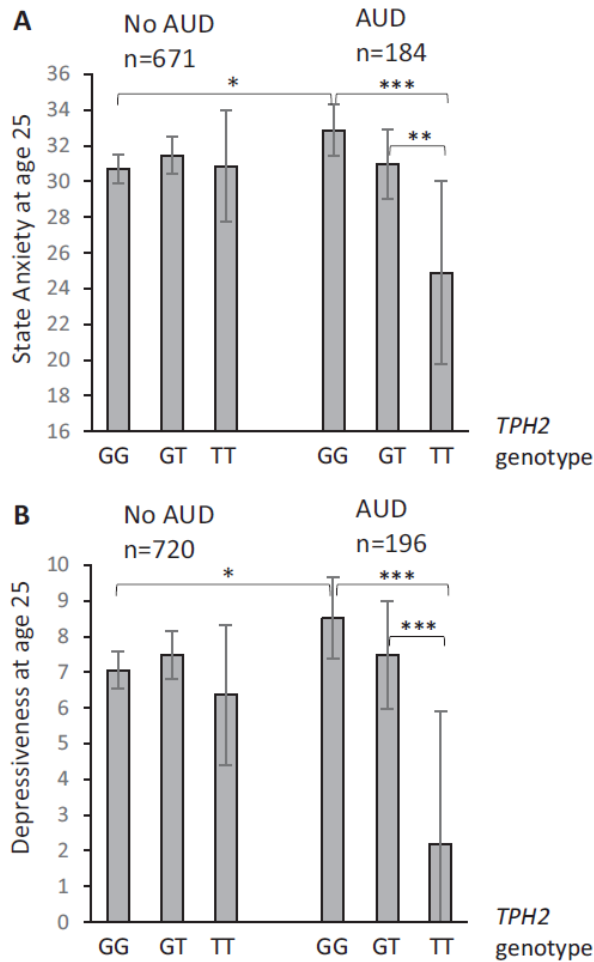 A
No AUD
n=671
AUD
n=184
State Anxiety at age 25
36
34
32
30
28
26
24
22
20
18
16
*
***
**
GG GT TT GG GT TT
TPH2
genotype
B
No AUD
n=720
AUD
n=196
Depressiveness at age 25
10
9
8
7
6
5
4
3
2
1
0
*
***
***
GG GT TT GG GT TT
TPH2
genotype